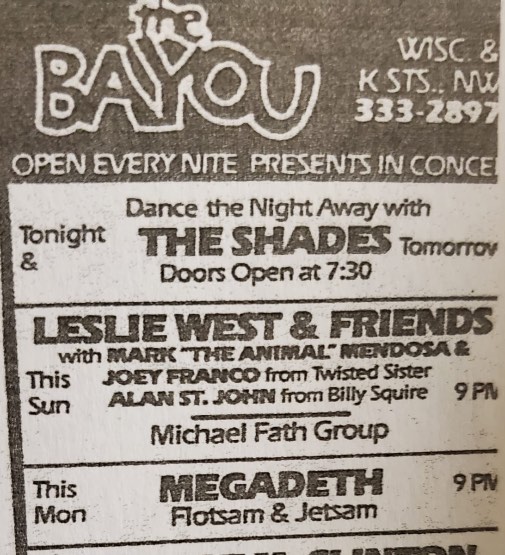 the
BAYOU
WISC. &
K STS., NW
333-2897
OPEN EVERY NITE PRESENTS IN CONCE
Dance the Night Away with
Tonight & THE SHADES Tomorrov
Doors Open at 7:30
LESLIE WEST & FRIENDS
with MARK "THE ANIMAL" MENDOSA &
This Sun JOEY FRANCO from Twisted Sister
ALAN ST. JOHN from Billy Squire 9 PM
Michael Fath Group
This Mon MEGADETH 9 PM
Flotsam & Jetsam
CLINTON